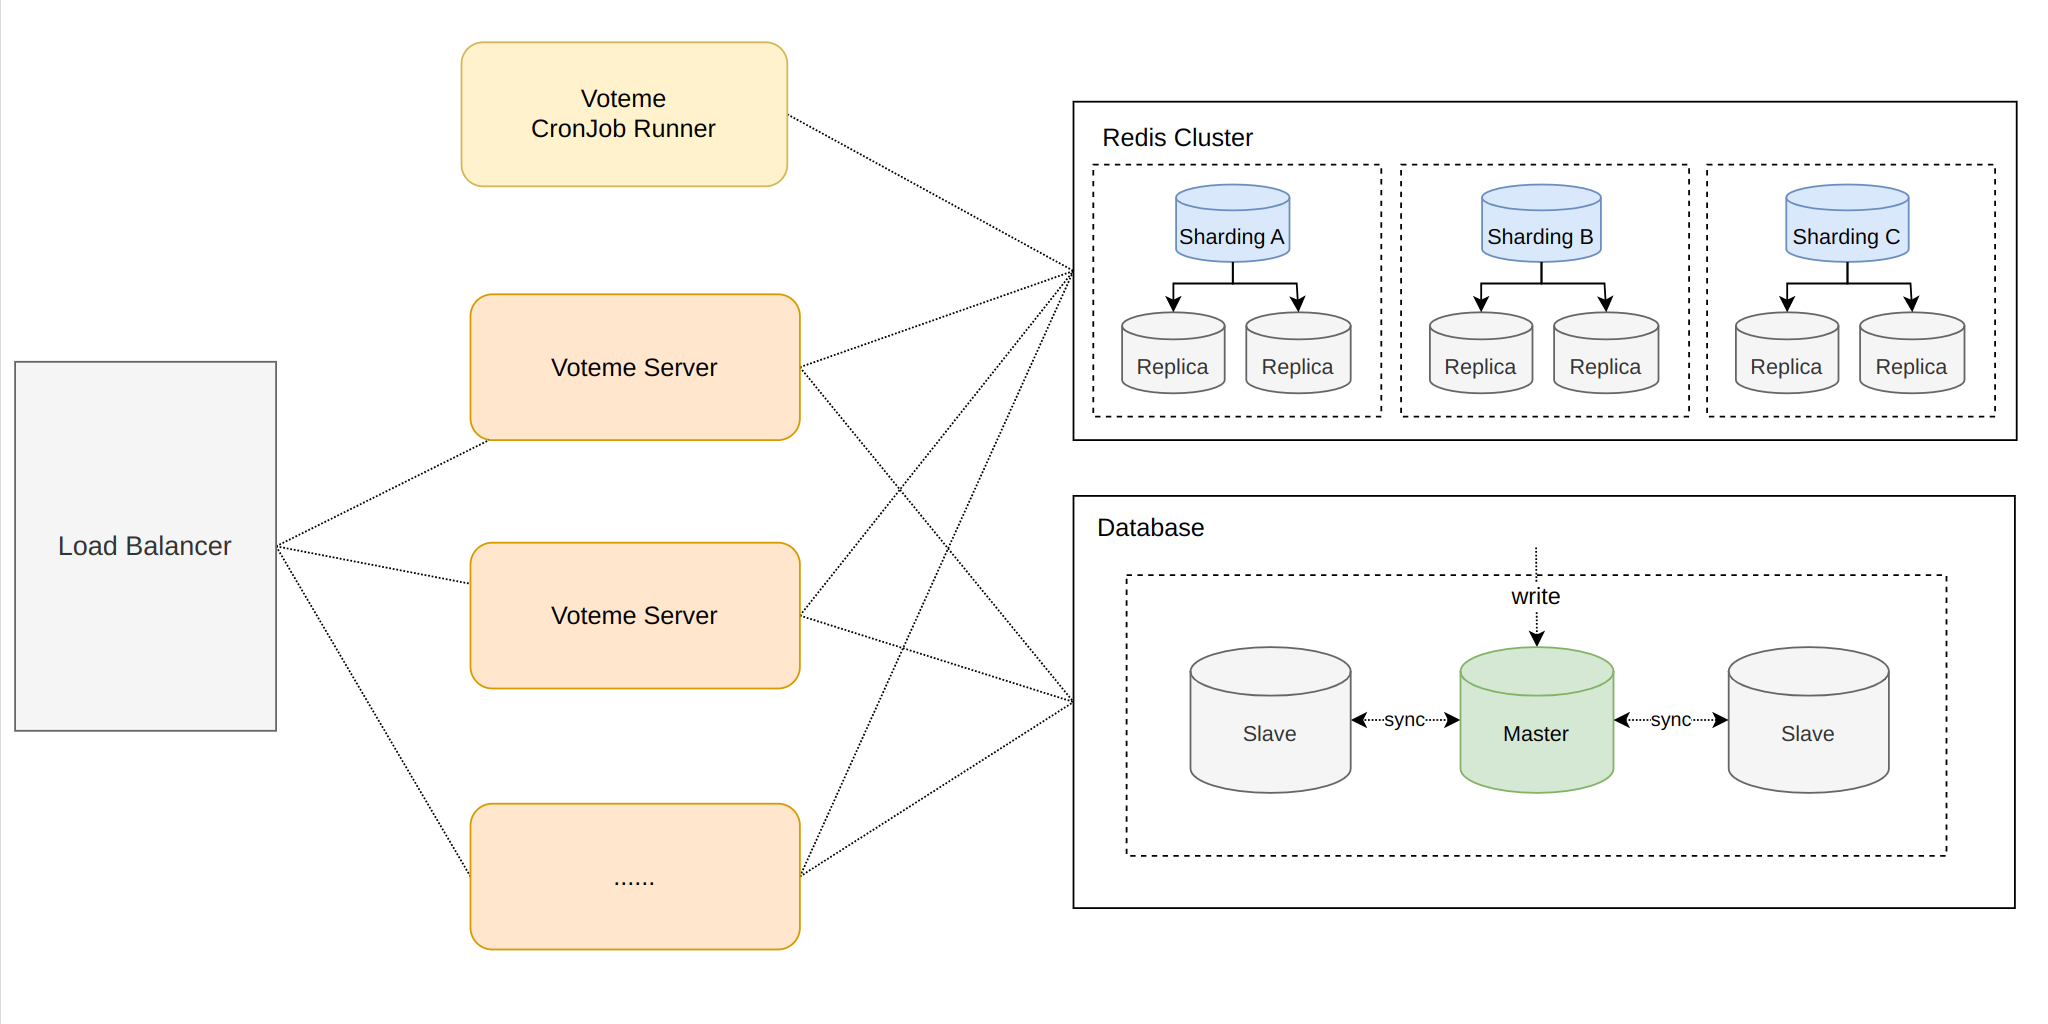 Voteme
CronJob Runner
Voteme Server
Voteme Server
......
Load Balancer
Redis Cluster
Sharding A
Sharding B
Sharding C
Replica
Replica
Replica
Replica
Replica
Replica
Database
write
Slave
sync
Master
sync
Slave